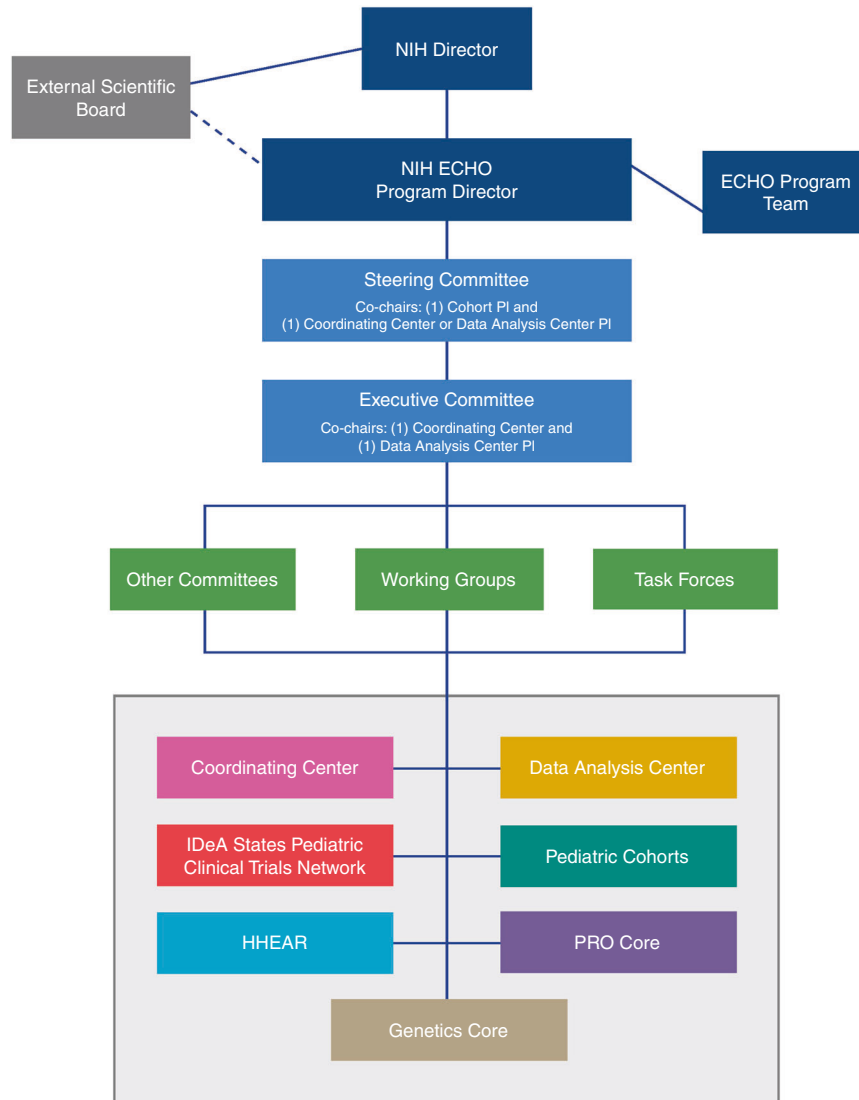 NIH Director
External Scientific
Board
NIH ECHO
Program Director
ECHO Program
Team
Steering Committee
Co-chairs: (1) Cohort PI and
(1) Coordinating Center or Data Analysis Center PI
Executive Committee
Co-chairs: (1) Coordinating Center and
(1) Data Analysis Center PI
Other Committees
Working Groups
Task Forces
Coordinating Center
Data Analysis Center
IDeA States Pediatric
Clinical Trials Network
Pediatric Cohorts
HHEAR
PRO Core
Genetics Core